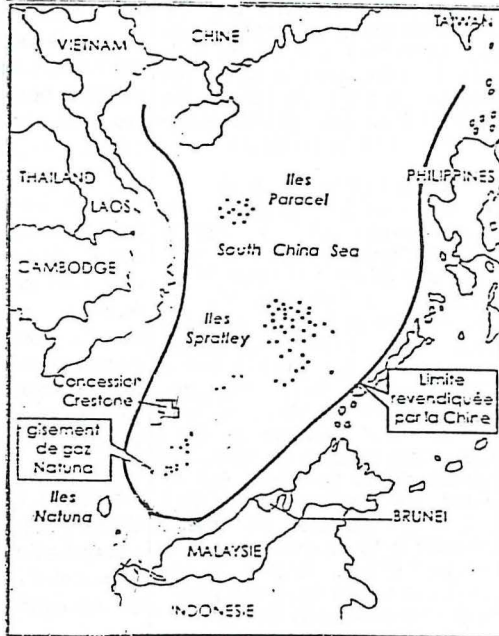 TAIWAN
CHINE
VIETNAM
THAILAND
PHILIPPINES
LAOS
Iles
Paracel
South China Sea
CAMBODGE
Iles
Spratley
Concession
Crestone
Limite
revendiquée
par la Chine
gisement
de gaz
Natuna
Iles
Natuna
BRUNEI
MALAYSIE
INDONESIE